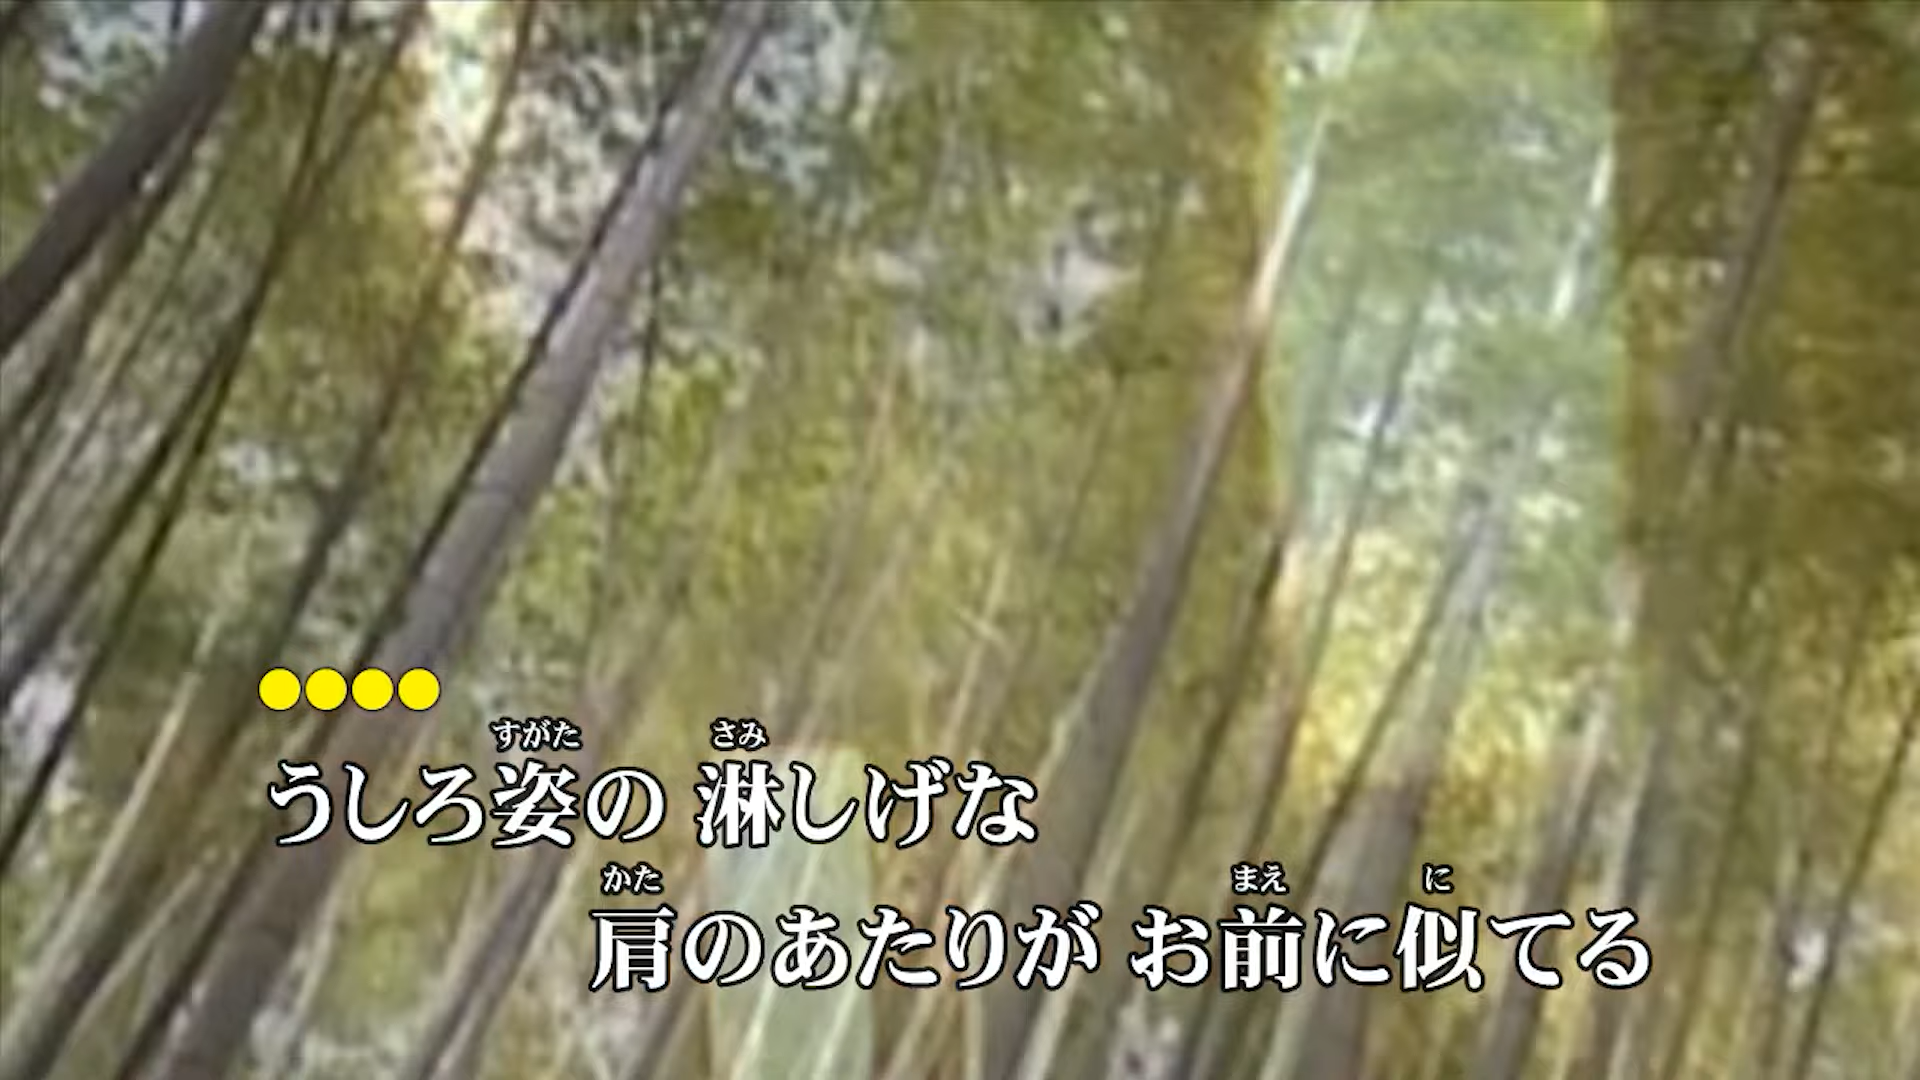 すがた さみ
うしろ姿の 淋しげな
かた まえ に
肩のあたりが お前に似てる